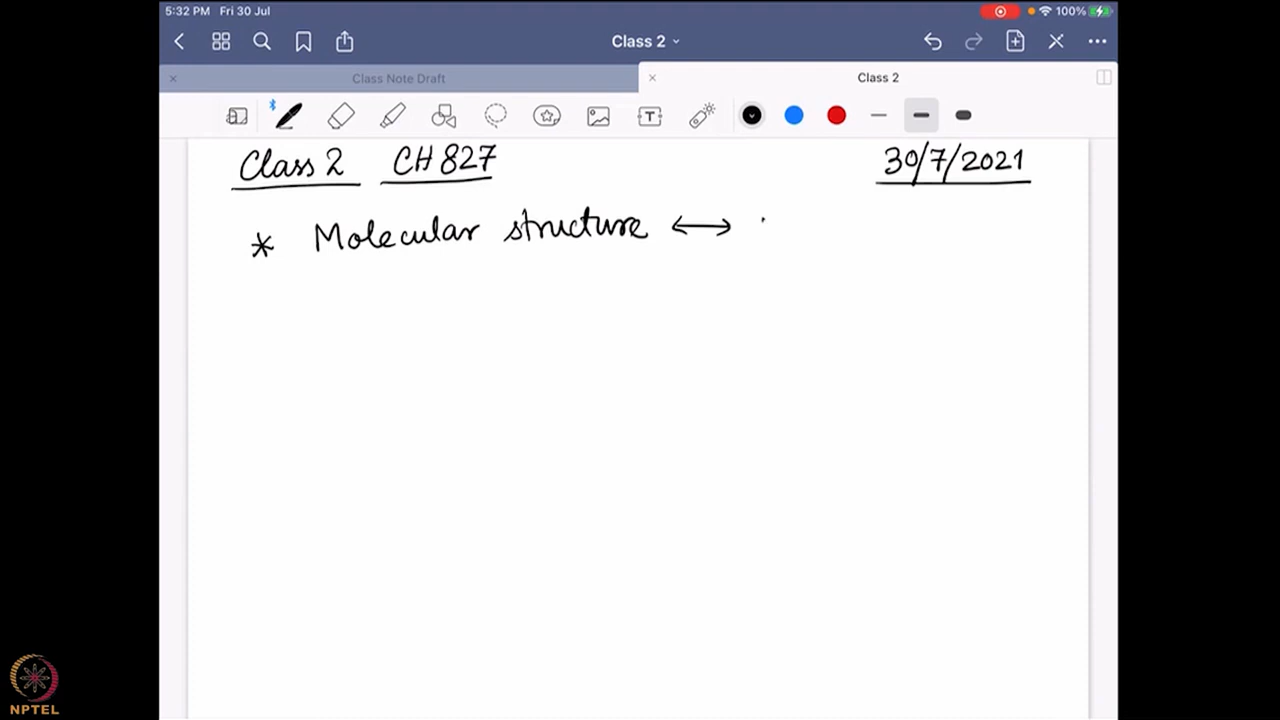 5:32 PM Fri 30 Jul 100%
Class 2
Class Note Draft Class 2
T
Class 2 CH 827 30/7/2021
* Molecular structure ↔
NPTEL